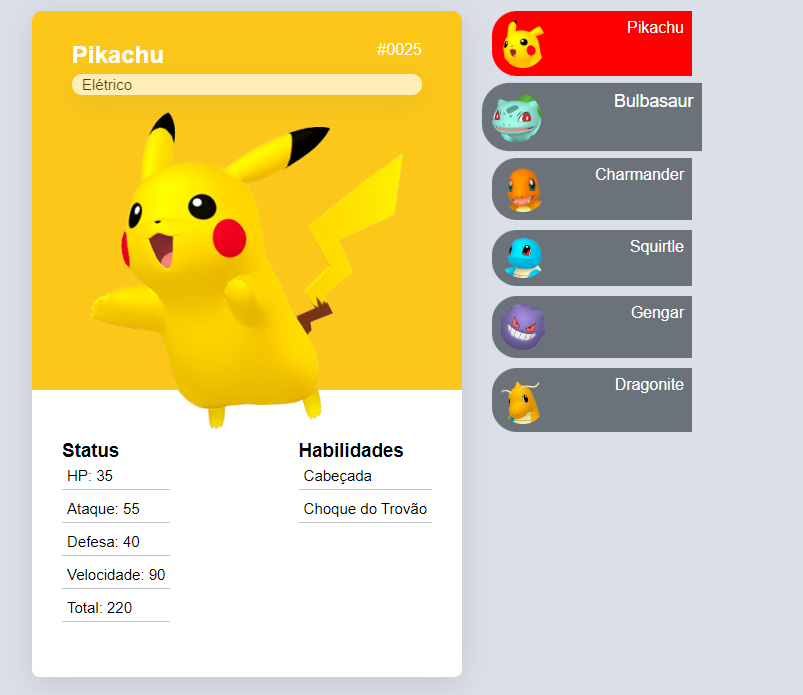 Pikachu
#0025
Elétrico
Status
HP: 35
Ataque: 55
Defesa: 40
Velocidade: 90
Total: 220
Habilidades
Cabeçada
Choque do Trovão
Pikachu
Bulbasaur
Charmander
Squirtle
Gengar
Dragonite